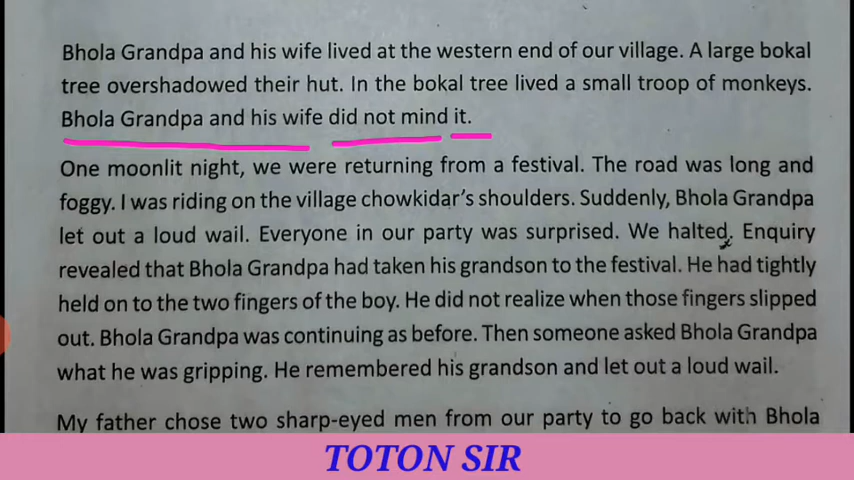 Bhola Grandpa and his wife lived at the western end of our village. A large bokal
tree overshadowed their hut. In the bokal tree lived a small troop of monkeys.
Bhola Grandpa and his wife did not mind it.
One moonlit night, we were returning from a festival. The road was long and
foggy. I was riding on the village chowkidar's shoulders. Suddenly, Bhola Grandpa
let out a loud wail. Everyone in our party was surprised. We halted. Enquiry
revealed that Bhola Grandpa had taken his grandson to the festival. He had tightly
held on to the two fingers of the boy. He did not realize when those fingers slipped
out. Bhola Grandpa was continuing as before. Then someone asked Bhola Grandpa
what he was gripping. He remembered his grandson and let out a loud wail.
My father chose two sharp-eyed men from our party to go back with Bhola
TOTON SIR